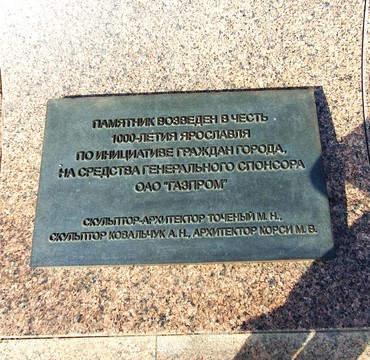 ПАМЯТНИК ВОЗВЕДЕН В ЧЕСТЬ
1000-ЛЕТИЯ ЯРОСЛАВЛЯ
ПО ИНИЦИАТИВЕ ГРАЖДАН ГОРОДА,
НА СРЕДСТВА ГЕНЕРАЛЬНОГО СПОНСОРА
ОАО "ГАЗПРОМ"
СКУЛЬПТОР-АРХИТЕКТОР ТОЧЕНЫЙ М. Н.,
СКУЛЬПТОР КОВАЛЬЧУК А. Н., АРХИТЕКТОР КОРСИ М. В.